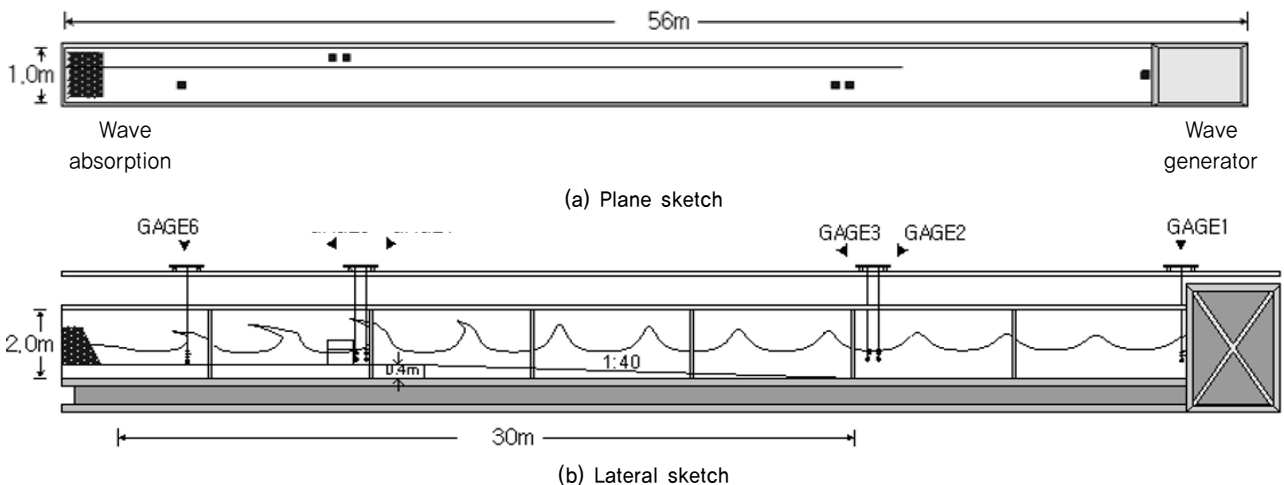 56m
1.0m
Wave
absorption
Wave
generator
(a) Plane sketch
GAGE6
GAGE3
GAGE2
GAGE1
2.0m
0.4m
1:40
30m
(b) Lateral sketch